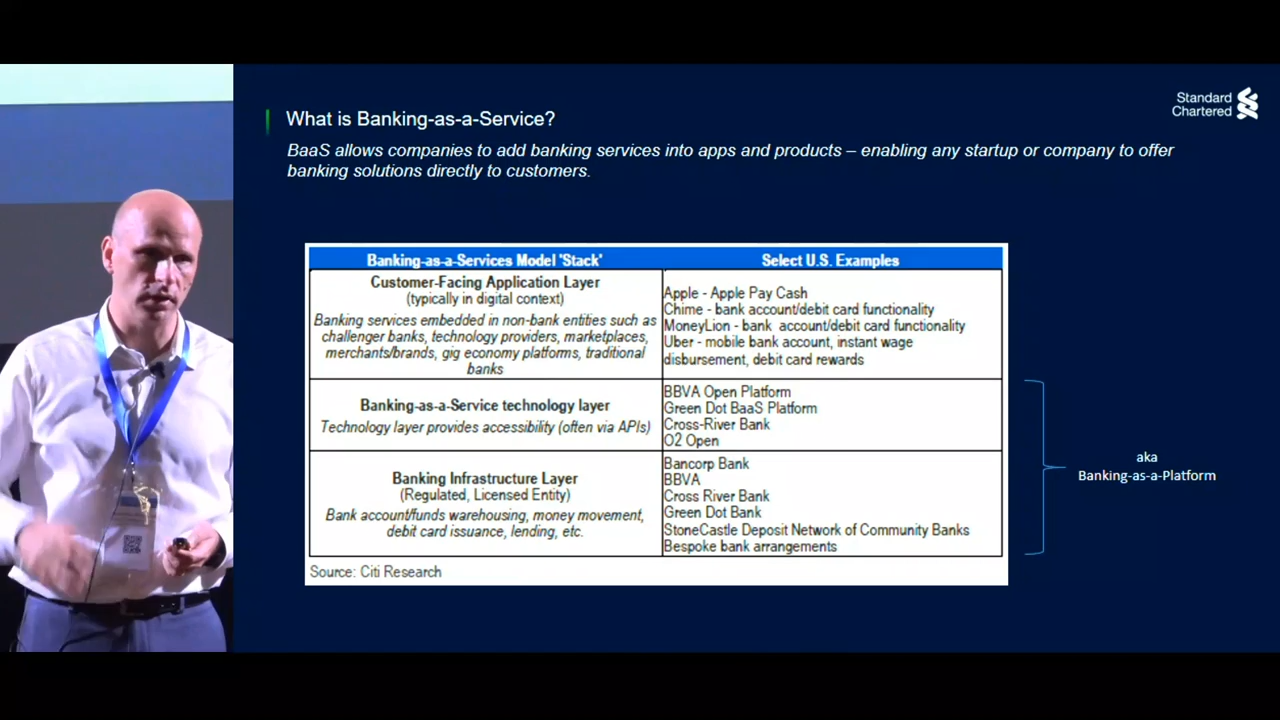 Standard
Chartered
What is Banking-as-a-Service?
BaaS allows companies to add banking services into apps and products – enabling any startup or company to offer
banking solutions directly to customers.
Banking-as-a-Services Model 'Stack'
Select U.S. Examples
Customer-Facing Application Layer
(typically in digital context)
Banking services embedded in non-bank entities such as
challenger banks, technology providers, marketplaces,
merchants/brands, gig economy platforms, traditional
banks
Apple - Apple Pay Cash
Chime - bank account/debit card functionality
MoneyLion - bank account/debit card functionality
Uber - mobile bank account, instant wage
disbursement, debit card rewards
Banking-as-a-Service technology layer
Technology layer provides accessibility (often via APIs)
BBVA Open Platform
Green Dot BaaS Platform
Cross-River Bank
O2 Open
Banking Infrastructure Layer
(Regulated, Licensed Entity)
Bank account/funds warehousing, money movement,
debit card issuance, lending, etc.
Bancorp Bank
BBVA
Cross River Bank
Green Dot Bank
StoneCastle Deposit Network of Community Banks
Bespoke bank arrangements
Source: Citi Research
aka
Banking-as-a-Platform